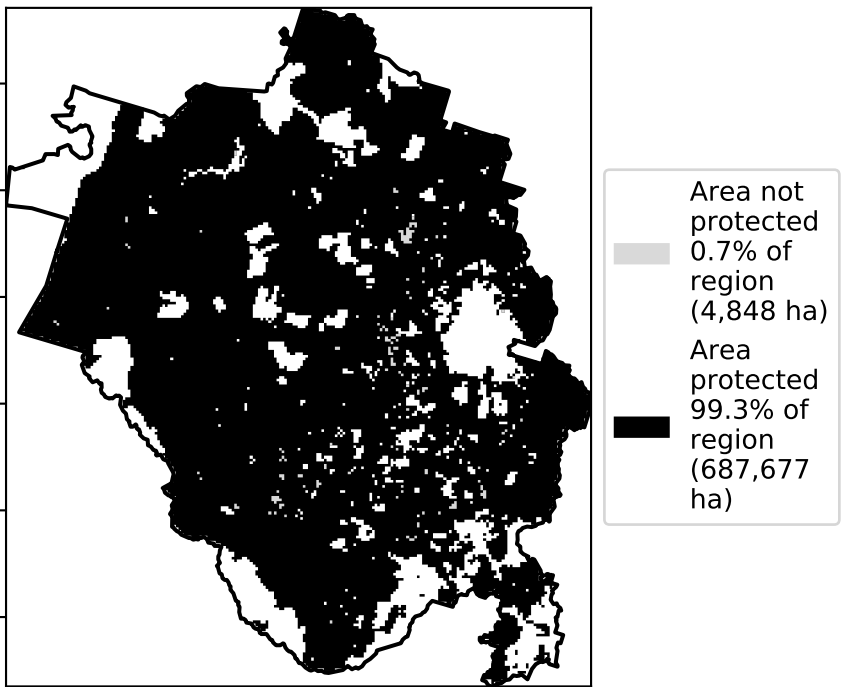 Area not
protected
0.7% of
region
(4,848 ha)
Area
protected
99.3% of
region
(687,677
ha)